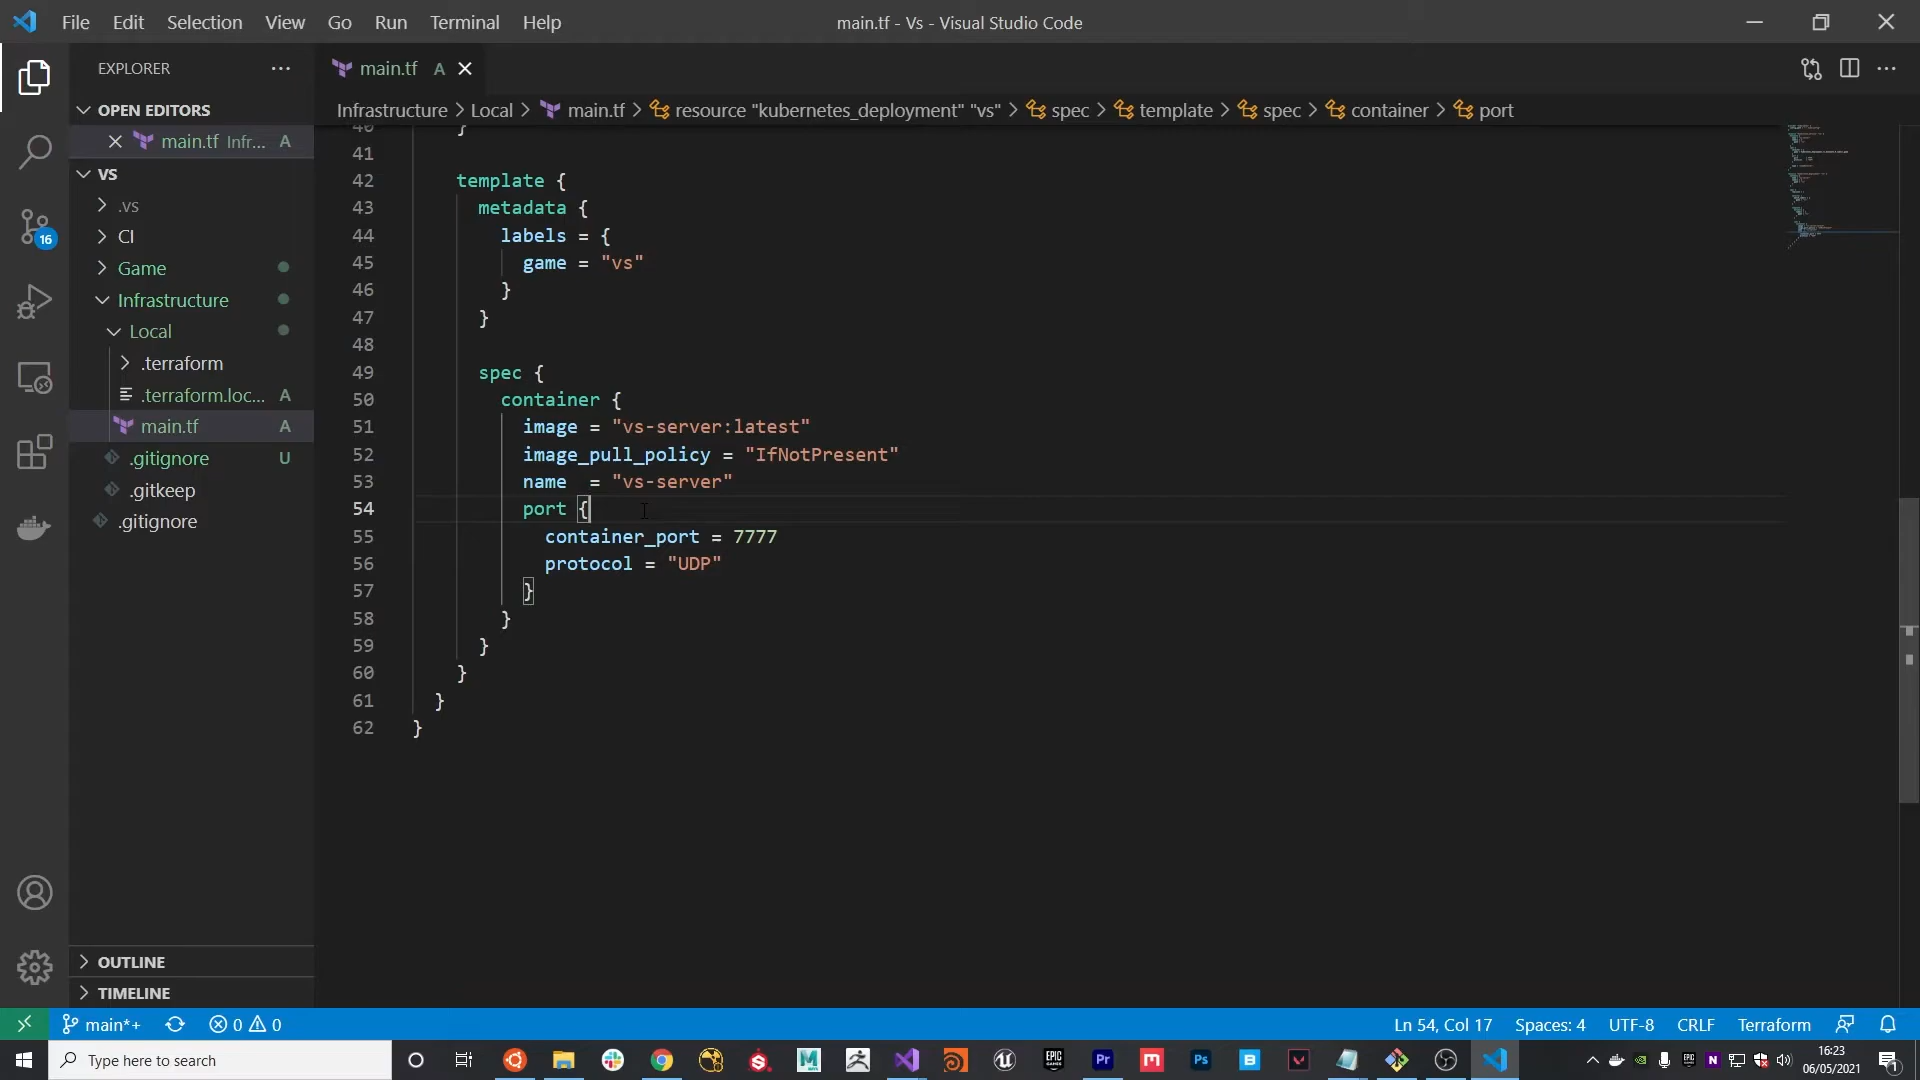 File Edit Selection View Go Run Terminal Help
main.tf - Vs - Visual Studio Code
EXPLORER
main.tf A
OPEN EDITORS
main.tf Infr... A
VS
.vs
CI
Game
Infrastructure
Local
.terraform
.terraform.loc... A
main.tf A
.gitignore U
.gitkeep
.gitignore
OUTLINE
TIMELINE
16
Infrastructure > Local > main.tf > resource "kubernetes_deployment" "vs" > spec > template > spec > container > port
40 }
41
42 template {
43 metadata {
44 labels = {
45 game = "vs"
46 }
47 }
48
49 spec {
50 container {
51 image = "vs-server:latest"
52 image_pull_policy = "IfNotPresent"
53 name  = "vs-server"
54 port {
55 container_port = 7777
56 protocol = "UDP"
57 }
58 }
59 }
60 }
61 }
62 }
main*+ 0 0
Ln 54, Col 17 Spaces: 4 UTF-8 CRLF Terraform
Type here to search
16:23
06/05/2021